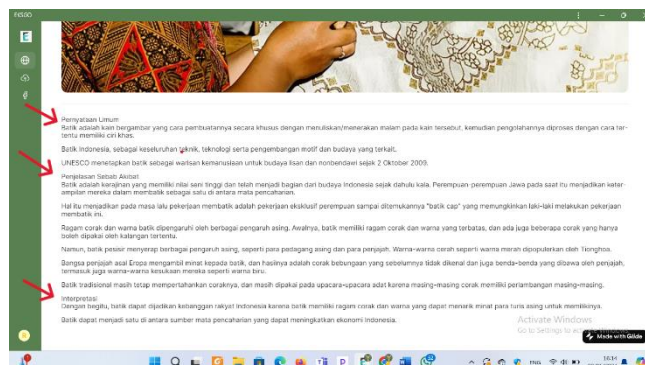 Pernyataan Umum
Batik adalah kain bergambar yang cara pembuatannya secara khusus dengan menuliskan/menerakan malam pada kain tersebut, kemudian pengolahannya diproses dengan cara ter-
tentu memiliki ciri khas.
Batik Indonesia, sebagai keseluruhan teknik, teknologi serta pengembangan motif dan budaya yang terkait.
UNESCO menetapkan batik sebagai warisan kemanusiaan untuk budaya lisan dan nonbendawi sejak 2 Oktober 2009.
Penjelasan Sebab Akibat
Batik adalah kerajinan yang memiliki nilai seni tinggi dan telah menjadi bagian dari budaya Indonesia sejak dahulu kala. Perempuan-perempuan Jawa pada saat itu menjadikan keter-
ampilan mereka dalam membatik sebagai satu di antara mata pencaharian.
Hal itu menjadikan pada masa lalu pekerjaan membatik adalah pekerjaan eksklusif perempuan sampai ditemukannya "batik cap" yang memungkinkan laki-laki melakukan pekerjaan
membatik ini.
Ragam corak dan warna batik dipengaruhi oleh berbagai pengaruh asing. Awalnya, batik memiliki ragam corak dan warna yang terbatas, dan ada juga beberapa corak yang hanya
boleh dipakai oleh kalangan tertentu.
Namun, batik pesisir menyerap berbagai pengaruh asing, seperti para pedagang asing dan para penjajah. Warna-warna cerah seperti warna merah dipopulerkan oleh Tionghoa.
Bangsa penjajah asal Eropa mengambil minat kepada batik, dan hasilnya adalah corak bebungaan yang sebelumnya tidak dikenal dan juga benda-benda yang dibawa oleh penjajah,
termasuk juga warna-warna kesukaan mereka seperti warna biru.
Batik tradisional masih tetap mempertahankan coraknya, dan masih dipakai pada upacara-upacara adat karena masing-masing corak memiliki perlambangan masing-masing.
Interpretasi
Dengan begitu, batik dapat dijadikan kebanggan rakyat Indonesia karena batik memiliki ragam corak dan warna yang dapat menarik minat para turis asing untuk memilikinya.
Batik dapat menjadi satu di antara sumber mata pencaharian yang dapat meningkatkan ekonomi Indonesia.
Activate Windows
Go to Settings to
Made with Glide
ENG
16.14